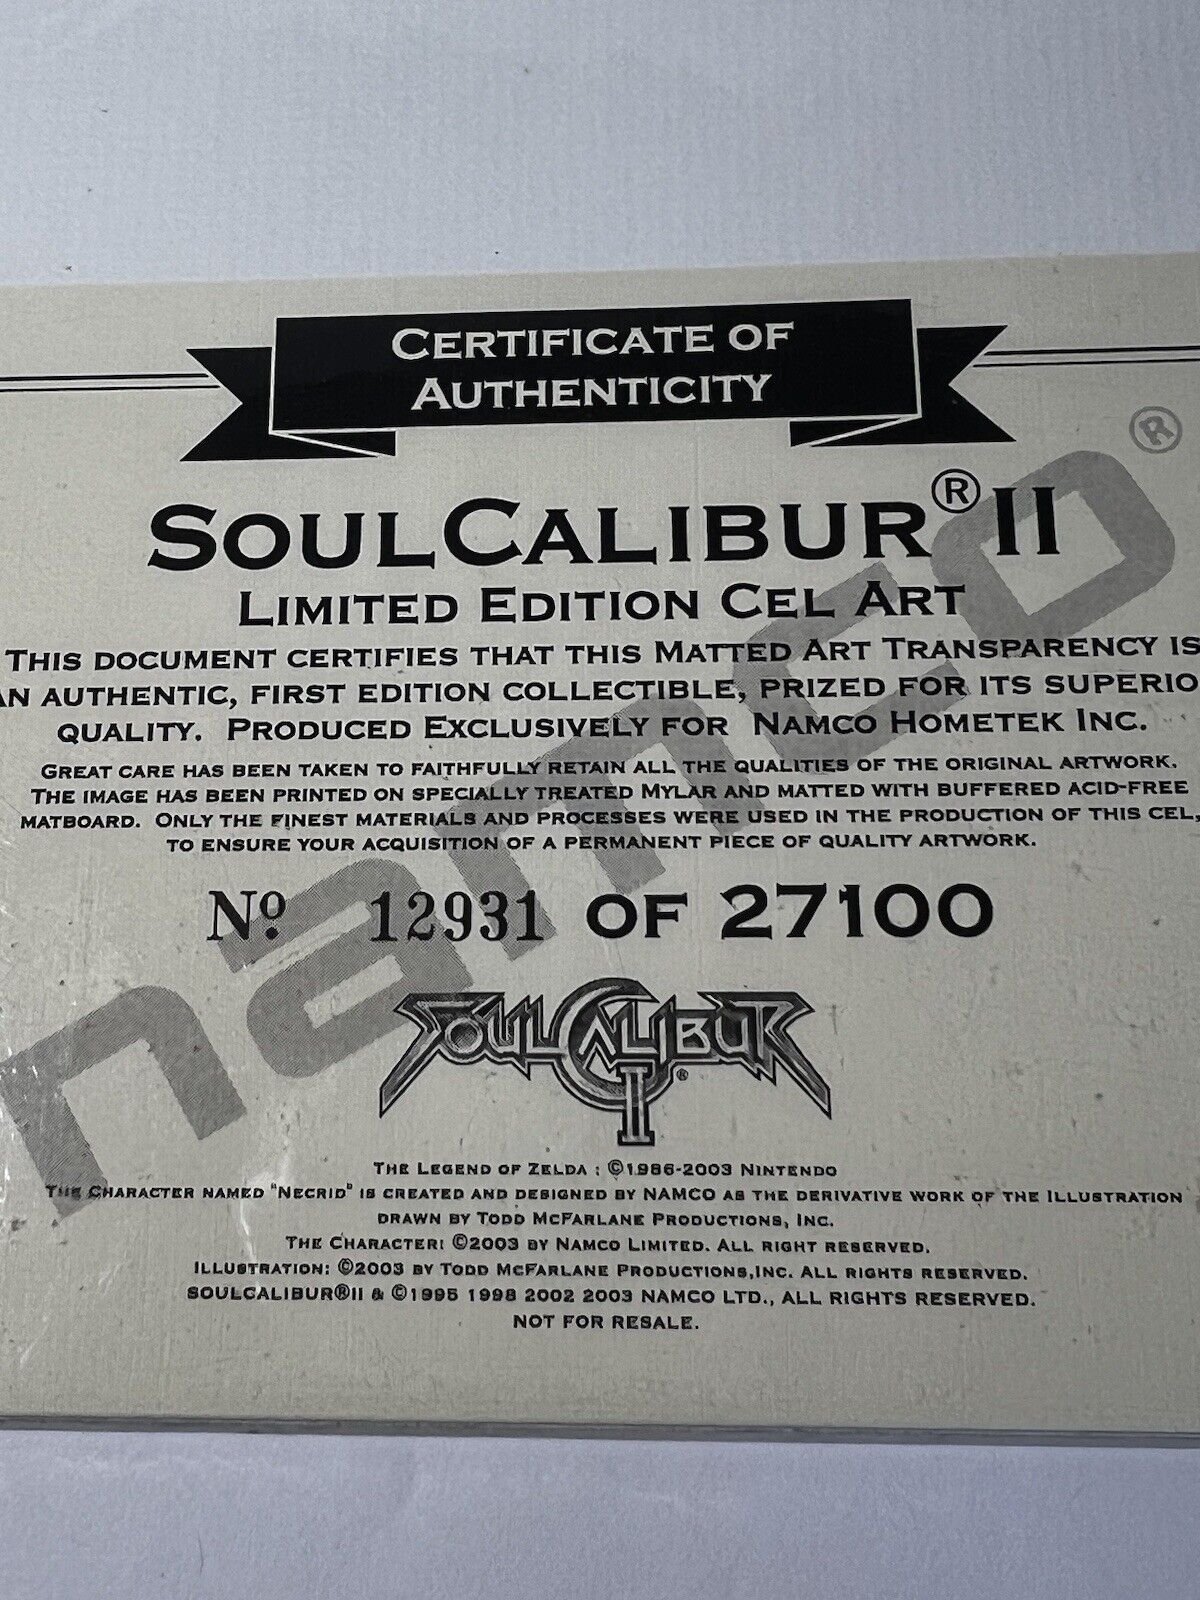 CERTIFICATE OF
AUTHENTICITY
SOULCALIBUR® II
LIMITED EDITION CEL ART
THIS DOCUMENT CERTIFIES THAT THIS MATTED ART TRANSPARENCY IS
AN AUTHENTIC, FIRST EDITION COLLECTIBLE, PRIZED FOR ITS SUPERIO
QUALITY. PRODUCED EXCLUSIVELY FOR NAMCO HOMETEK INC.
GREAT CARE HAS BEEN TAKEN TO FAITHFULLY RETAIN ALL THE QUALITIES OF THE ORIGINAL ARTWORK.
THE IMAGE HAS BEEN PRINTED ON SPECIALLY TREATED MYLAR AND MATTED WITH BUFFERED ACID-FREE
MATBOARD. ONLY THE FINEST MATERIALS AND PROCESSES WERE USED IN THE PRODUCTION OF THIS CEL,
TO ENSURE YOUR ACQUISITION OF A PERMANENT PIECE OF QUALITY ARTWORK.
Nº. 12931 OF 27100
namco®
SOULCALIBUR II®
THE LEGEND OF ZELDA : ©1986-2003 NINTENDO
THE CHARACTER NAMED "NECRID" IS CREATED AND DESIGNED BY NAMCO AS THE DERIVATIVE WORK OF THE ILLUSTRATION
DRAWN BY TODD MCFARLANE PRODUCTIONS, INC.
THE CHARACTER: ©2003 BY NAMCO LIMITED. ALL RIGHT RESERVED.
ILLUSTRATION: ©2003 BY TODD MCFARLANE PRODUCTIONS,INC. ALL RIGHTS RESERVED.
SOULCALIBUR®II & ©1995 1998 2002 2003 NAMCO LTD., ALL RIGHTS RESERVED.
NOT FOR RESALE.